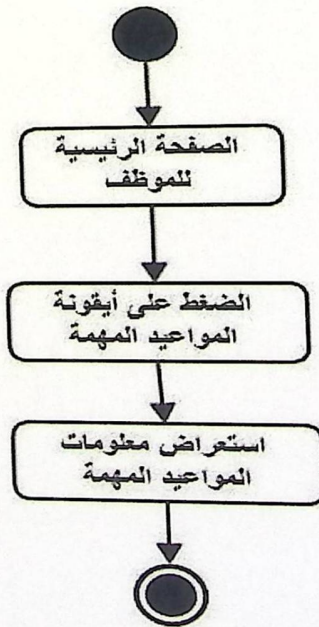 الصفحة الرئيسية
للموظف
الضغط على أيقونة
المواعيد المهمة
استعراض معلومات
المواعيد المهمة